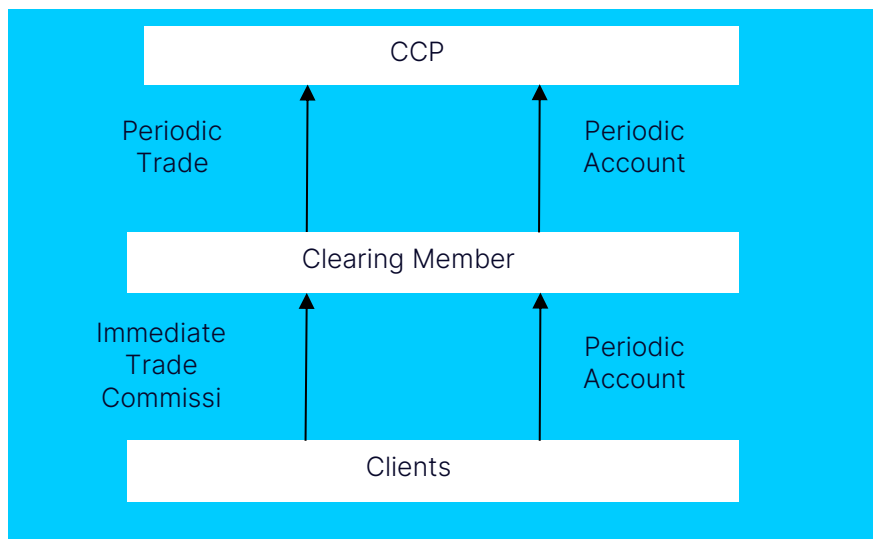 CCP
Periodic
Trade
Periodic
Account
Clearing Member
Immediate
Trade
Commissi
Periodic
Account
Clients